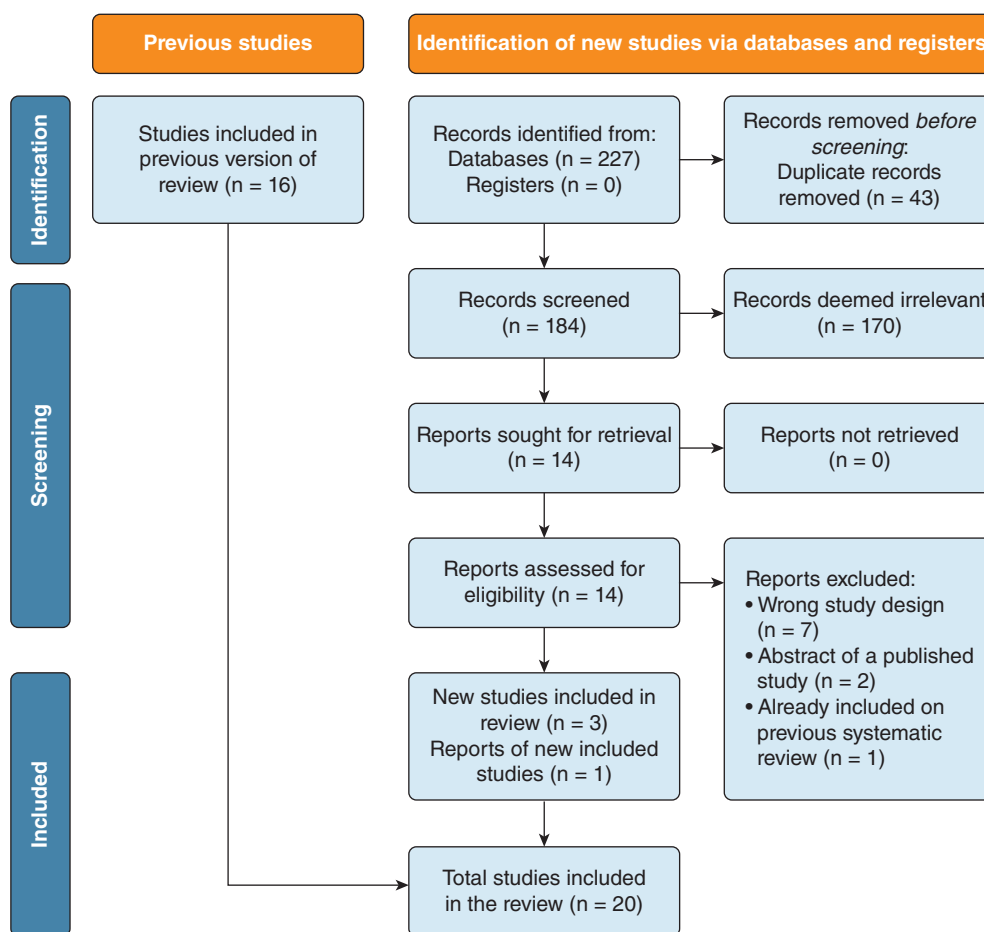 Previous studies
Identification of new studies via databases and registers
Identification
Studies included in
previous version of
review (n = 16)
Records identified from:
Databases (n = 227)
Registers (n = 0)
Records removed before
screening:
Duplicate records
removed (n = 43)
Screening
Records screened
(n = 184)
Records deemed irrelevant
(n = 170)
Reports sought for retrieval
(n = 14)
Reports not retrieved
(n = 0)
Reports assessed for
eligibility (n = 14)
Reports excluded:
• Wrong study design
(n = 7)
• Abstract of a published
study (n = 2)
• Already included on
previous systematic
review (n = 1)
Included
New studies included in
review (n = 3)
Reports of new included
studies (n = 1)
Total studies included
in the review (n = 20)